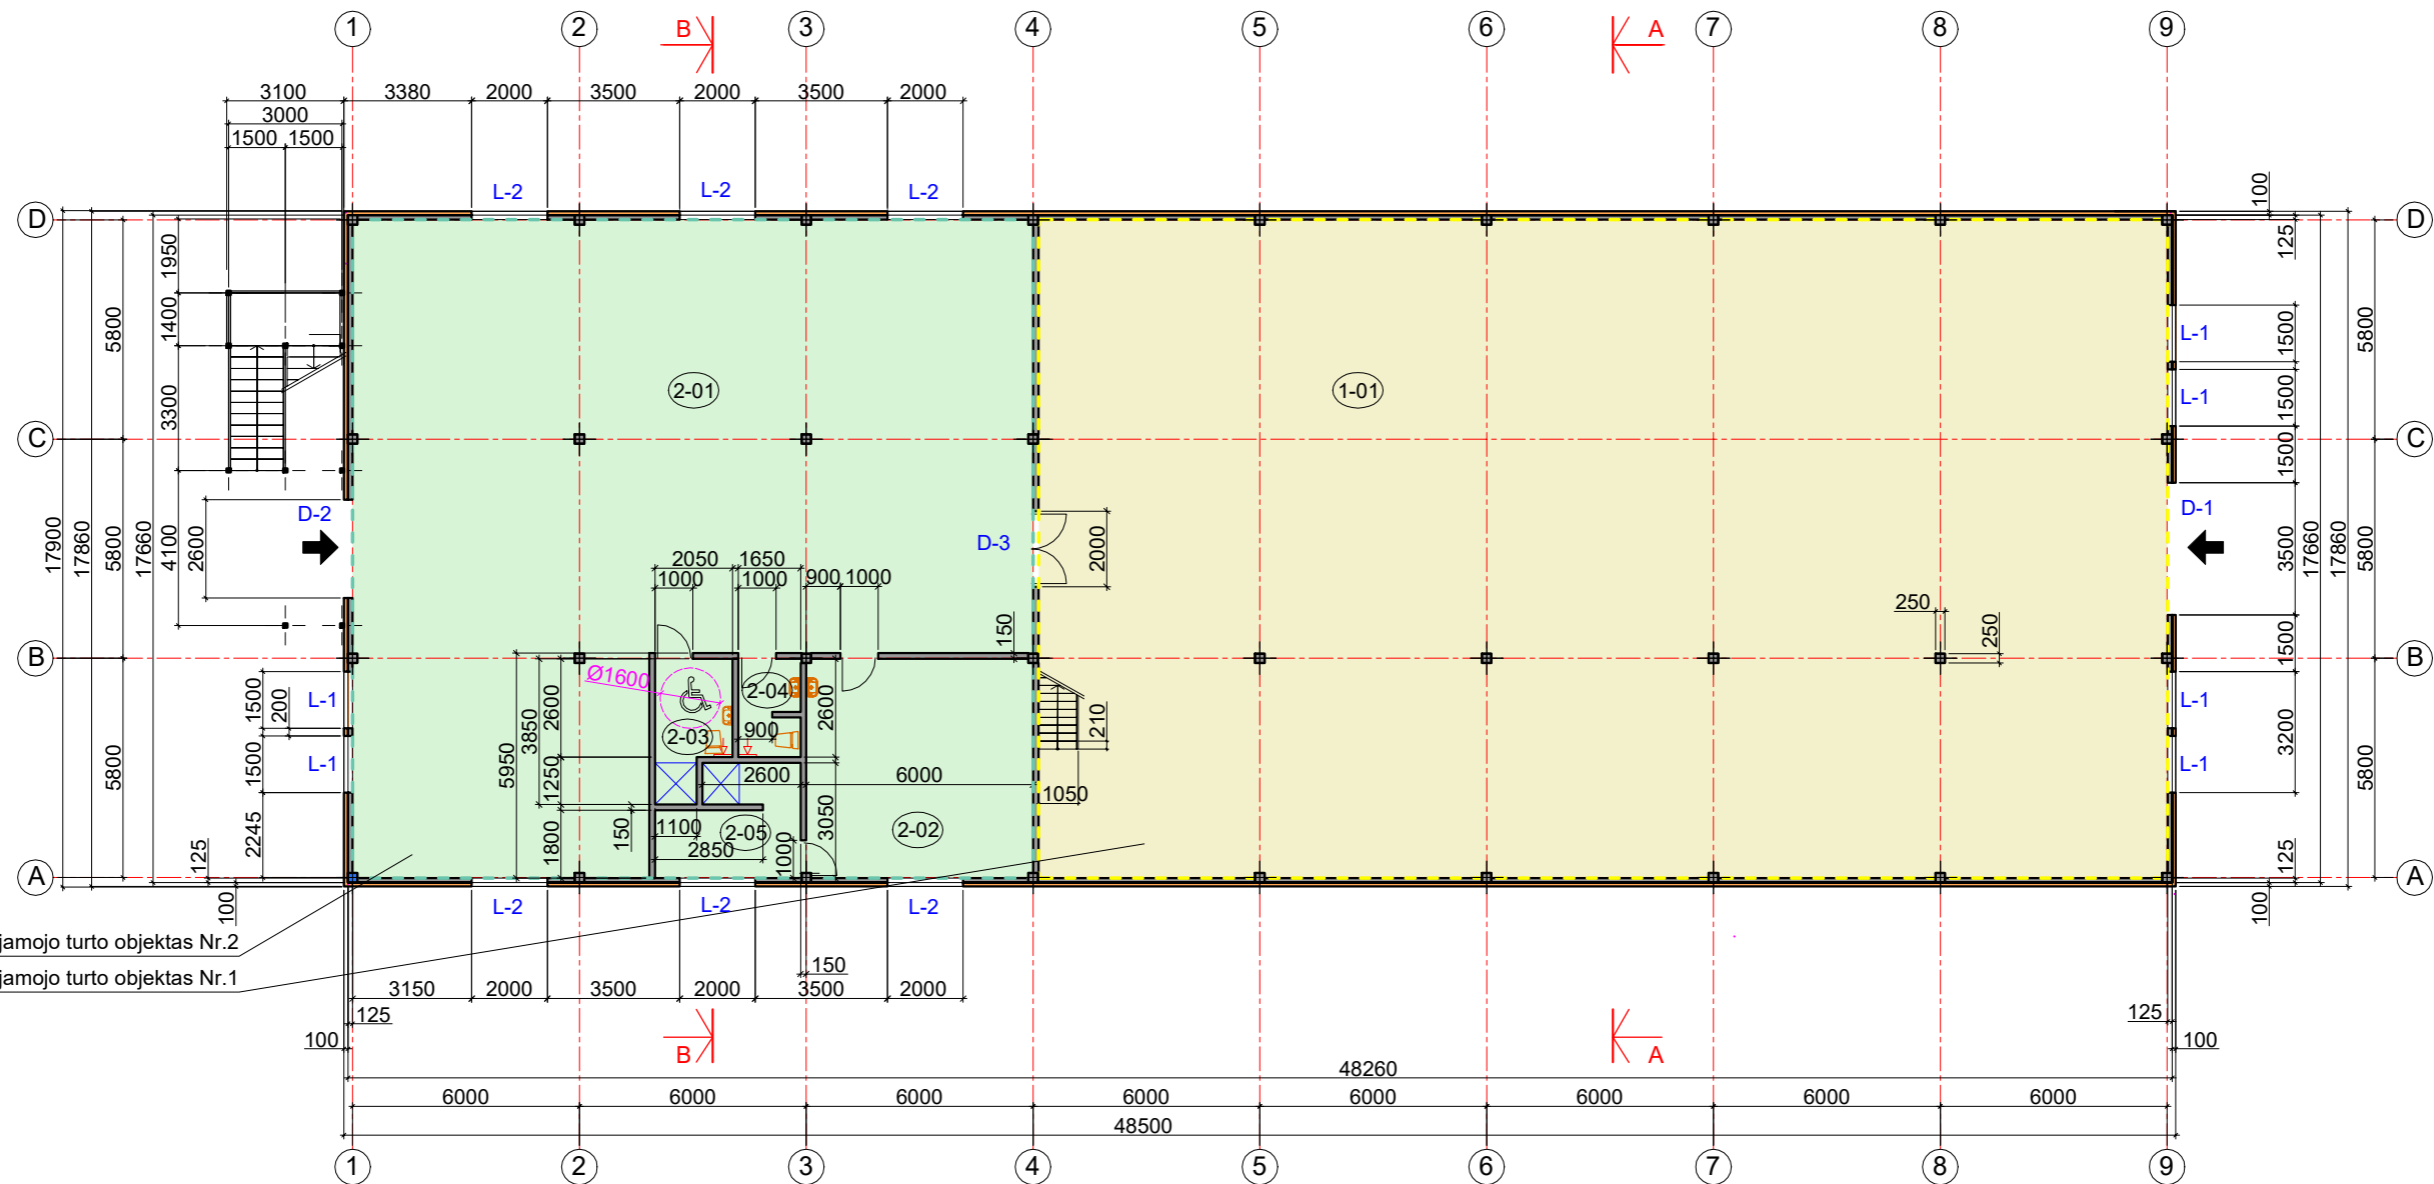 1 2 3 4 5 6 7 8 9
B A
3100 3380 2000 3500 2000 3500 2000
3000
1500 1500
L-2 L-2 L-2
100
D D
125
1950
1400
5800
3300
L-1 1500
5800
2-01 1-01
L-1 1500
C C
1500
D-2 D-3 D-1
17900 17860 5800 17660 4100 2600
2000
3500 5800 17660 17860
2050 1650
1000 1000 900 1000
150
250
250
1500
B B
Ø1600
2-04
2600
3850
2600
1500
200
L-1
210
L-1
3200
2-03
900
5950
L-1
1500
1250
2600
6000
1050
L-1
5800
5800
3050
2245
150
1800
1100
2-05
2850
1000
2-02
125
125
A A
100
100
L-2 L-2 L-2
jamojo turto objektas Nr.2
jamojo turto objektas Nr.1
150
3150 2000 3500 2000 3500 2000
125 125
100 100
B A
48260
6000 6000 6000 6000 6000 6000 6000 6000
48500
1 2 3 4 5 6 7 8 9